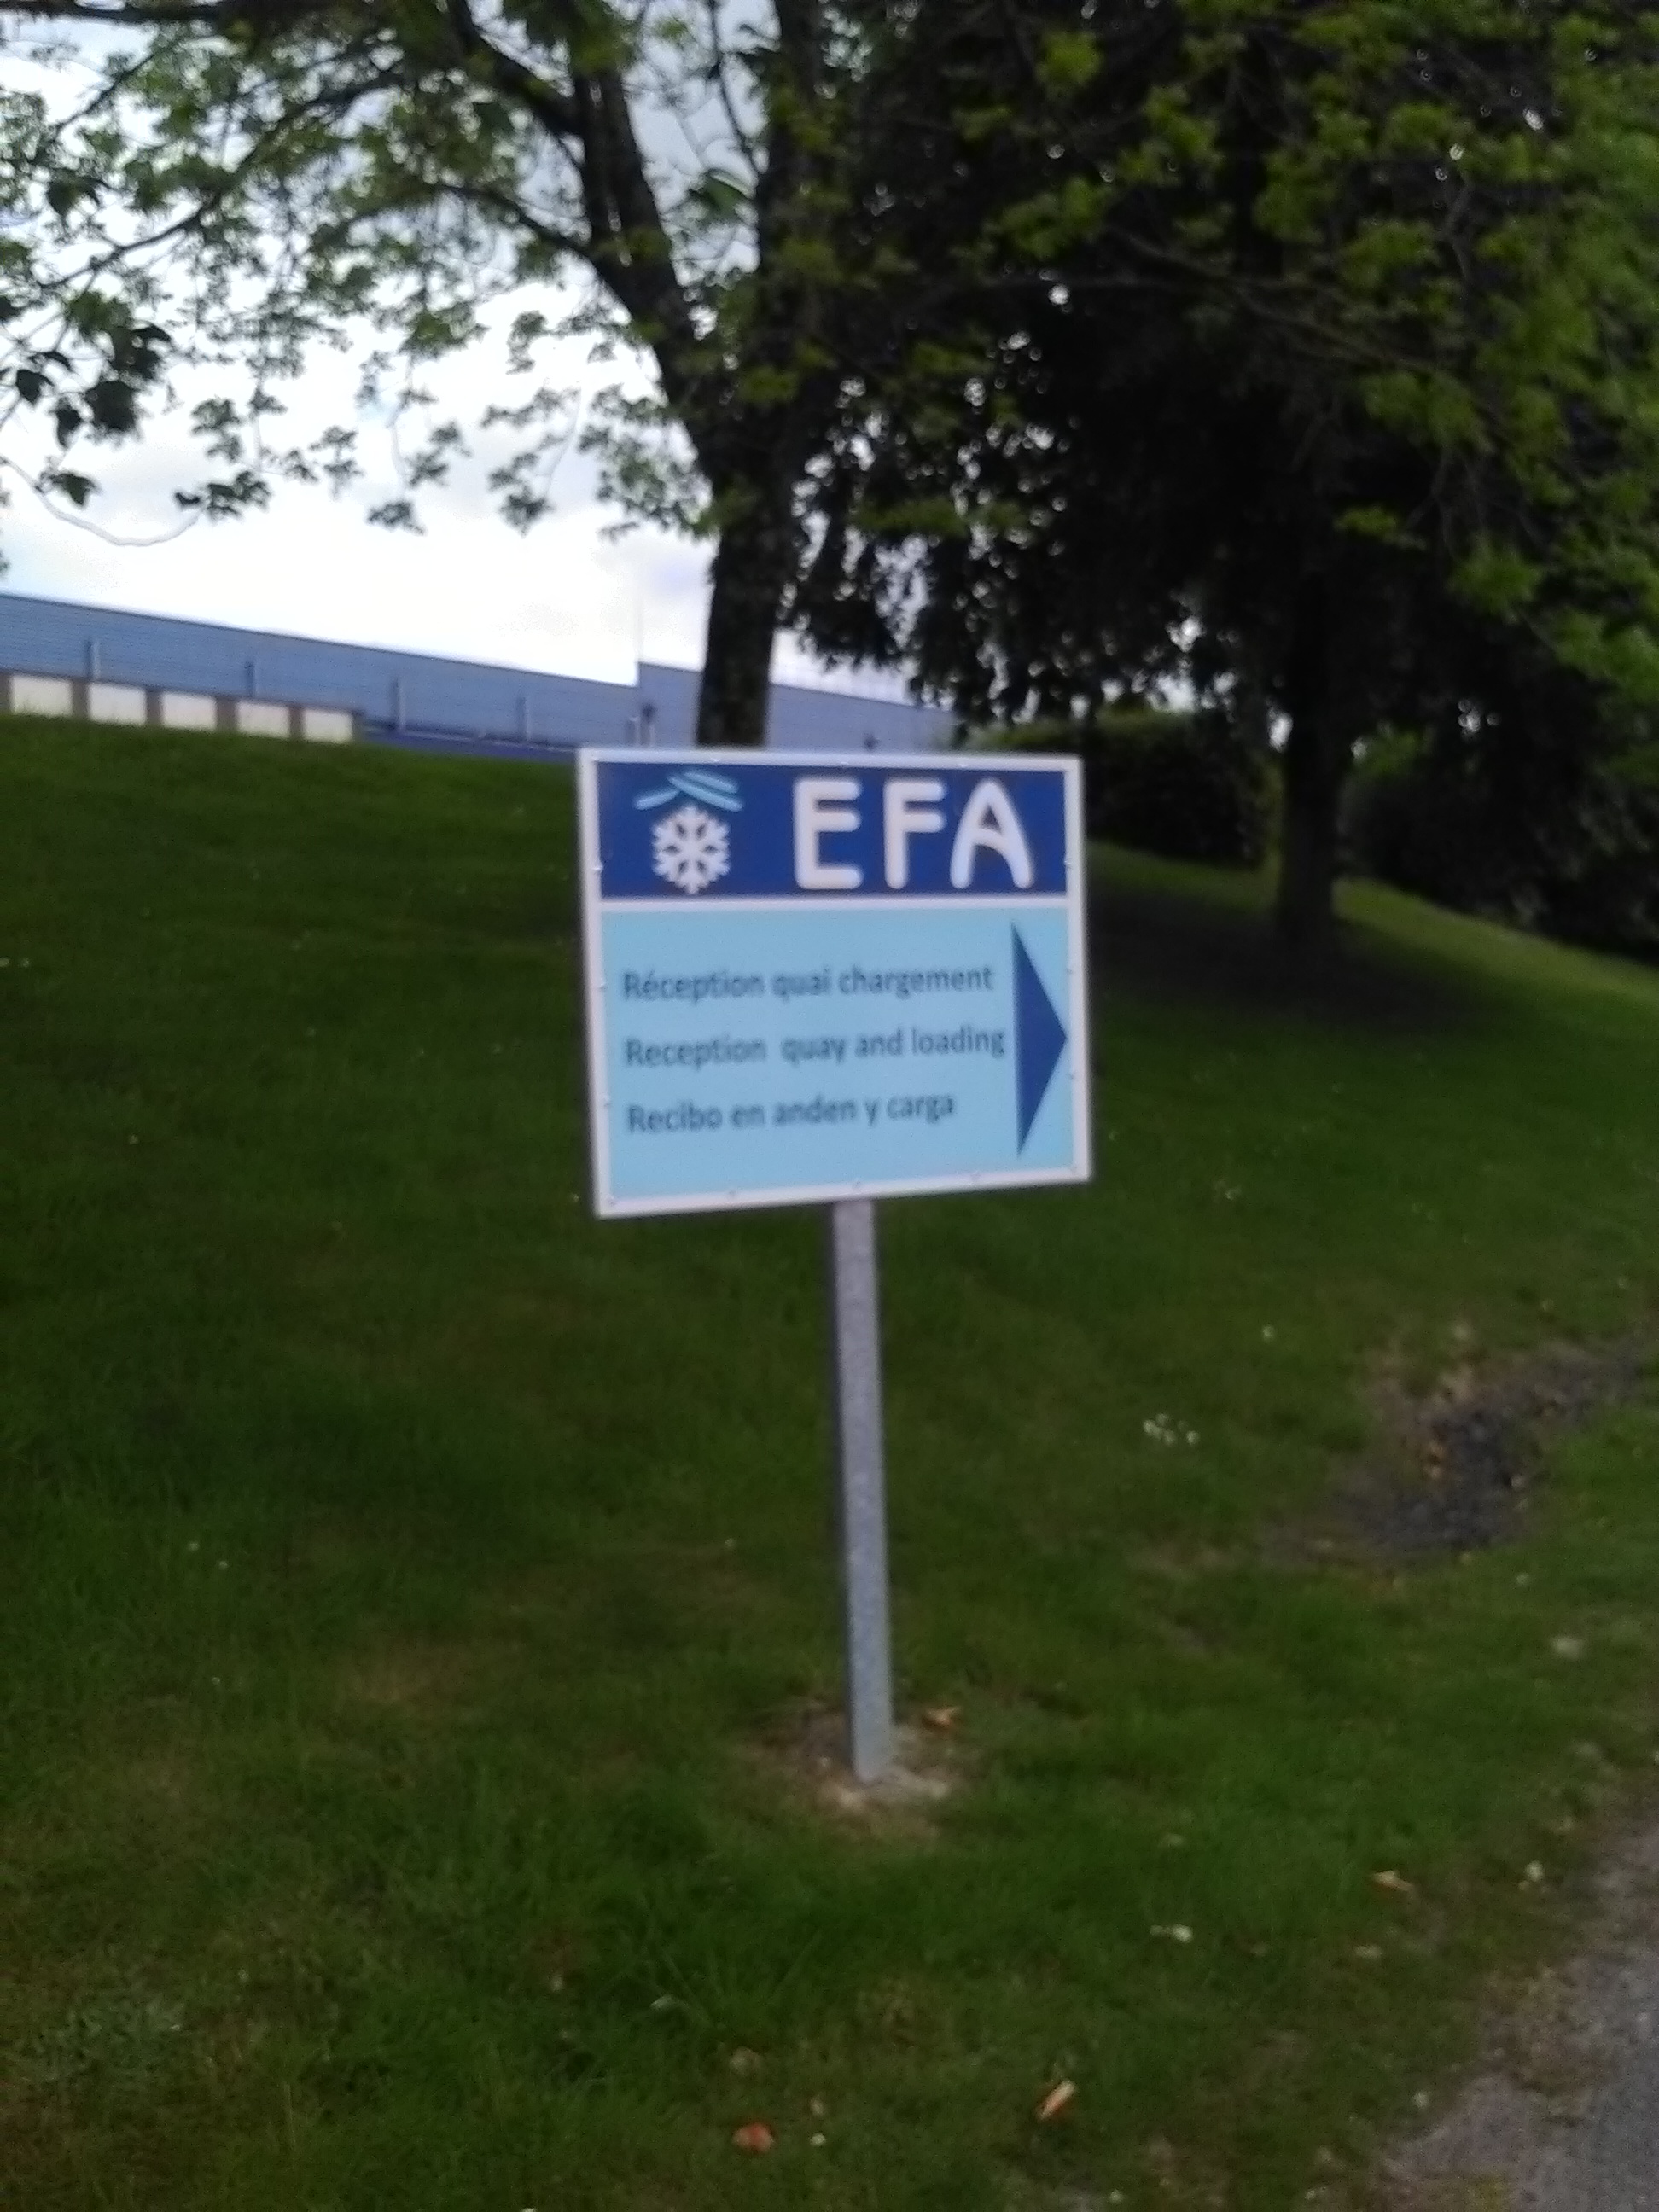 EFA
Réception quai chargement
Reception quay and loading
Recibo en anden y carga